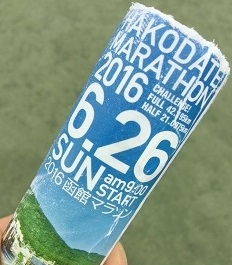 HAKODATE
MARATHON
2016
CHALLENGE!
FULL 42.195km
HALF 21.0975km
6.26
SUN
am9:00
START
2016 函館マラソン